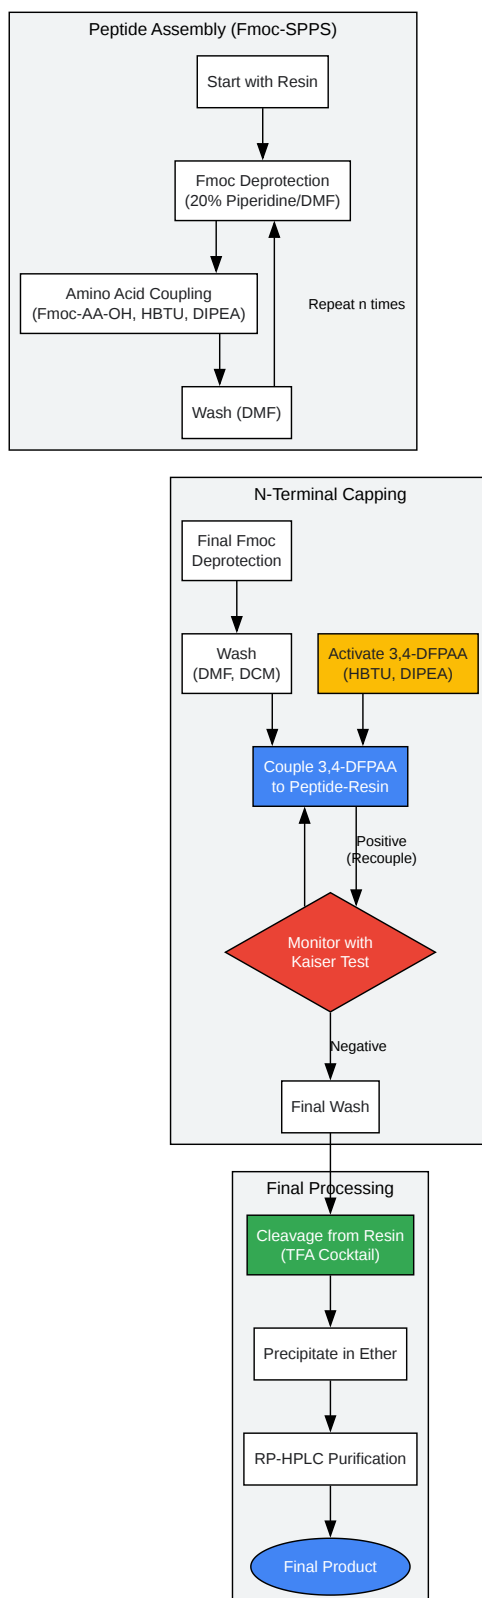 Peptide Assembly (Fmoc-SPPS)
Start with Resin
Fmoc Deprotection
(20% Piperidine/DMF)
Amino Acid Coupling
(Fmoc-AA-OH, HBTU, DIPEA)
Repeat n times
Wash (DMF)
N-Terminal Capping
Final Fmoc
Deprotection
Wash
(DMF, DCM)
Activate 3,4-DFPAA
(HBTU, DIPEA)
Couple 3,4-DFPAA
to Peptide-Resin
Positive
(Recouple)
Monitor with
Kaiser Test
Negative
Final Wash
Final Processing
Cleavage from Resin
(TFA Cocktail)
Precipitate in Ether
RP-HPLC Purification
Final Product